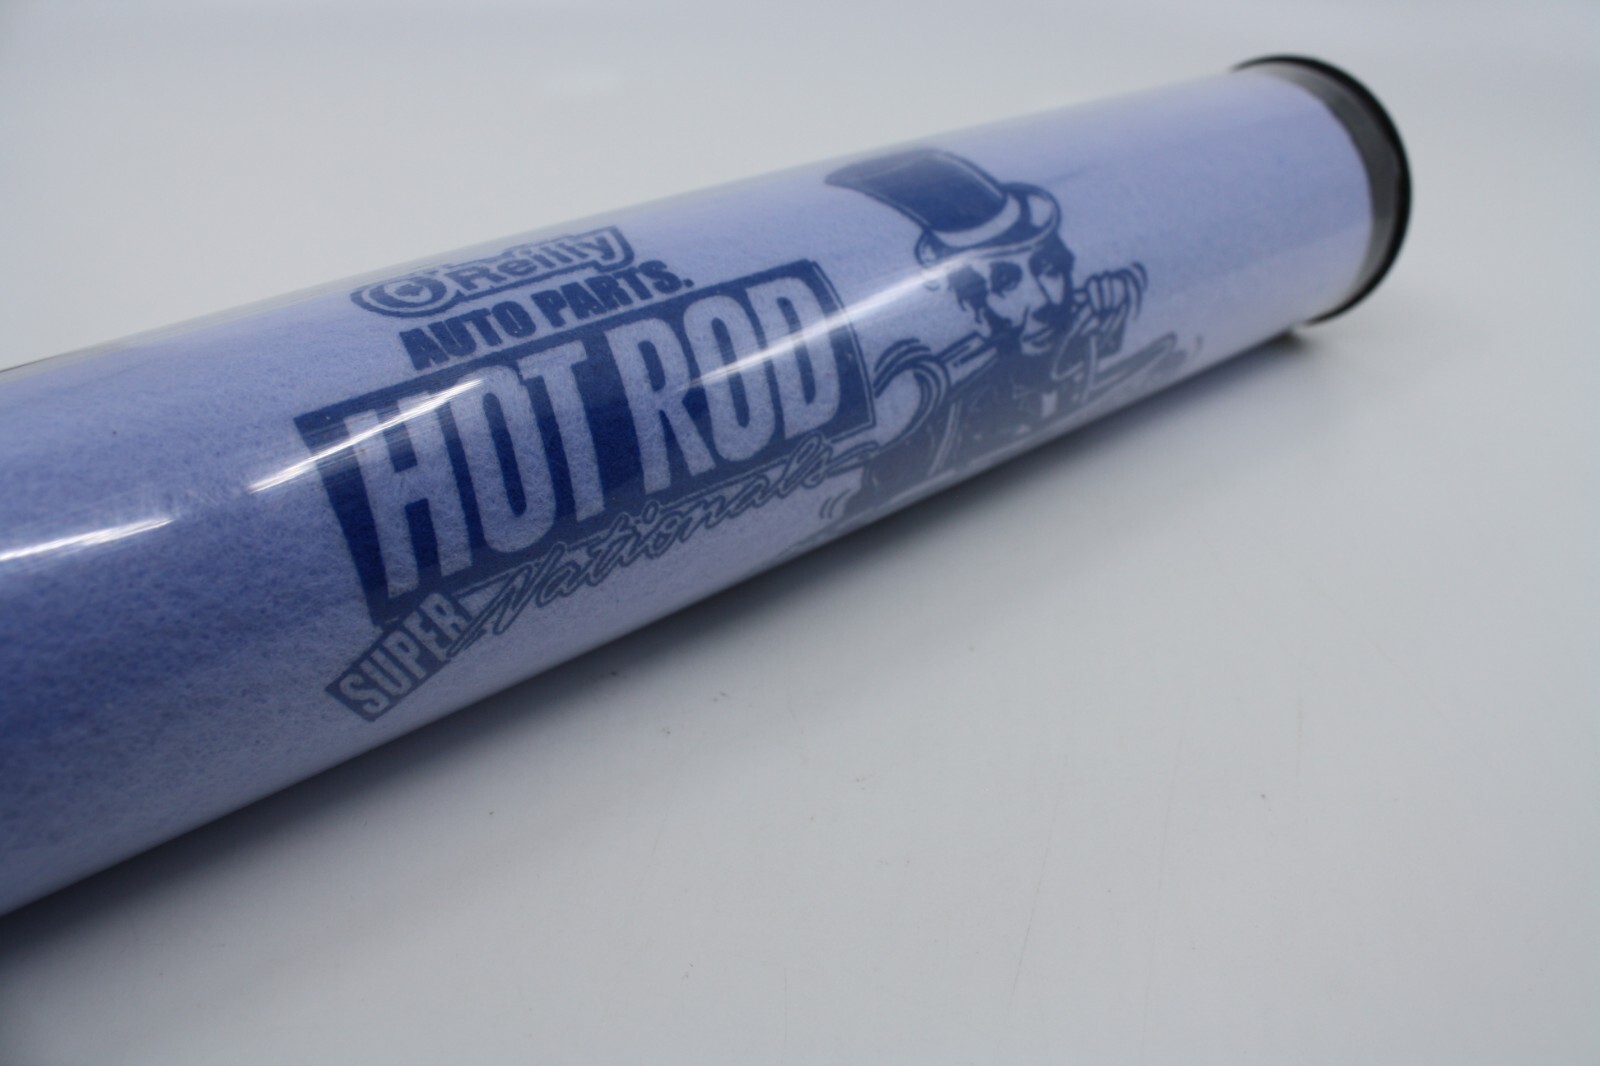 O'Reilly
AUTO PARTS.
HOT ROD
SUPER Nationals